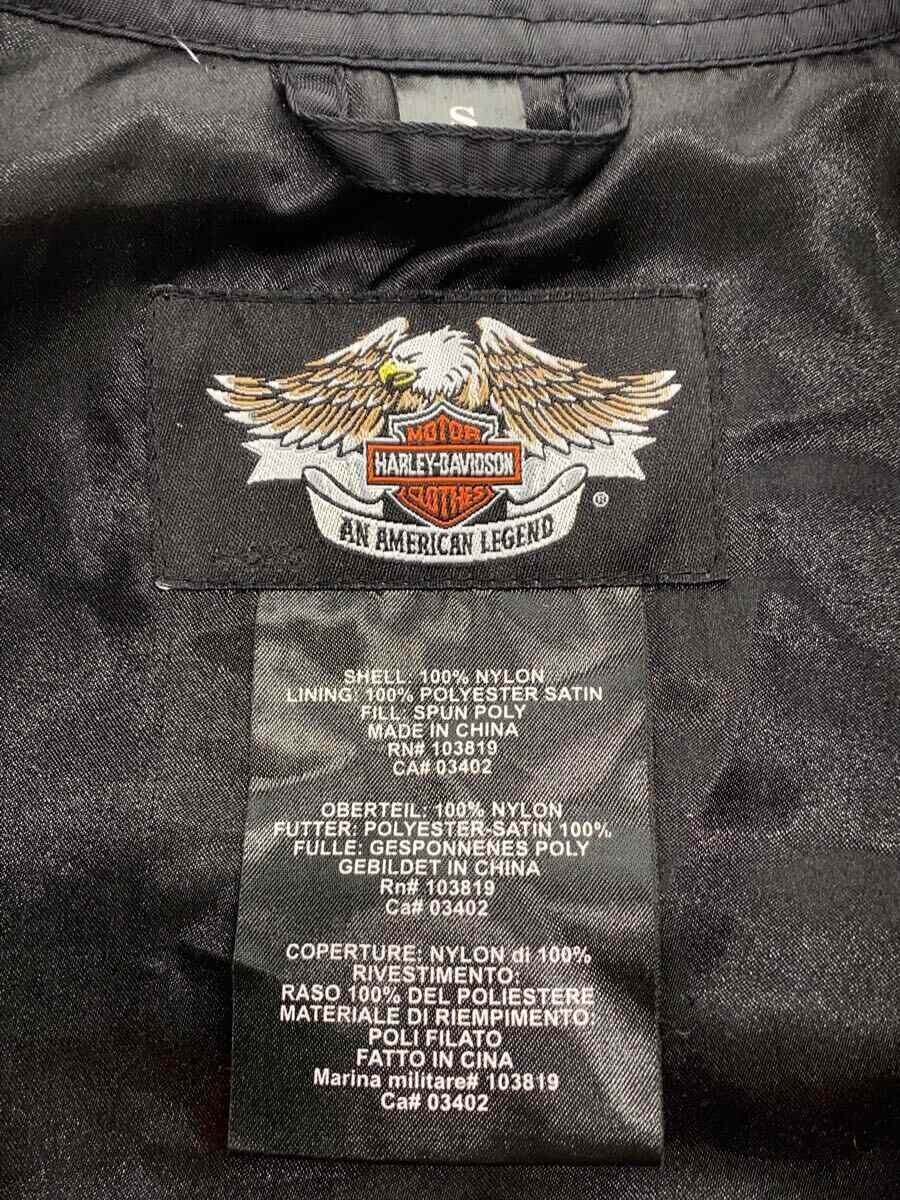 S
MOTOR
HARLEY-DAVIDSON
CLOTHES
®
AN AMERICAN LEGEND
SHELL: 100% NYLON
LINING: 100% POLYESTER SATIN
FILL: SPUN POLY
MADE IN CHINA
RN# 103819
CA# 03402
OBERTEIL: 100% NYLON
FUTTER: POLYESTER-SATIN 100%
FULLE: GESPONNENES POLY
GEBILDET IN CHINA
Rn# 103819
Ca# 03402
COPERTURE: NYLON di 100%
RIVESTIMENTO:
RASO 100% DEL POLIESTERE
MATERIALE DI RIEMPIMENTO:
POLI FILATO
FATTO IN CINA
Marina militare# 103819
Ca# 03402